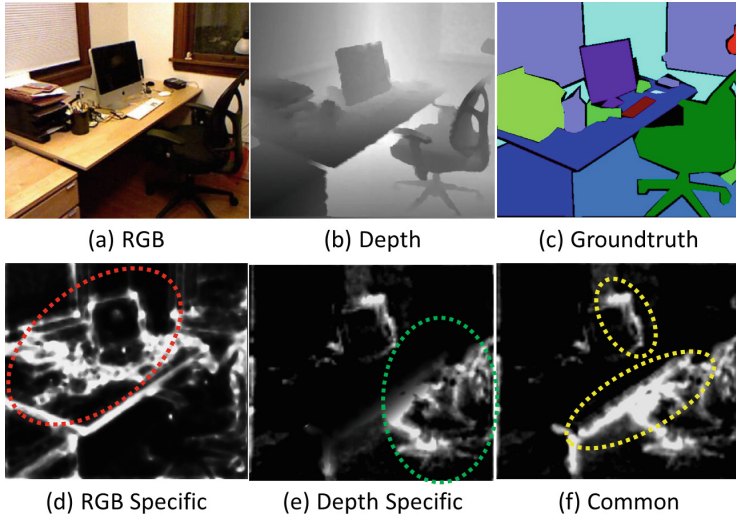 (a) RGB
(b) Depth
(c) Groundtruth
(d) RGB Specific
(e) Depth Specific
(f) Common